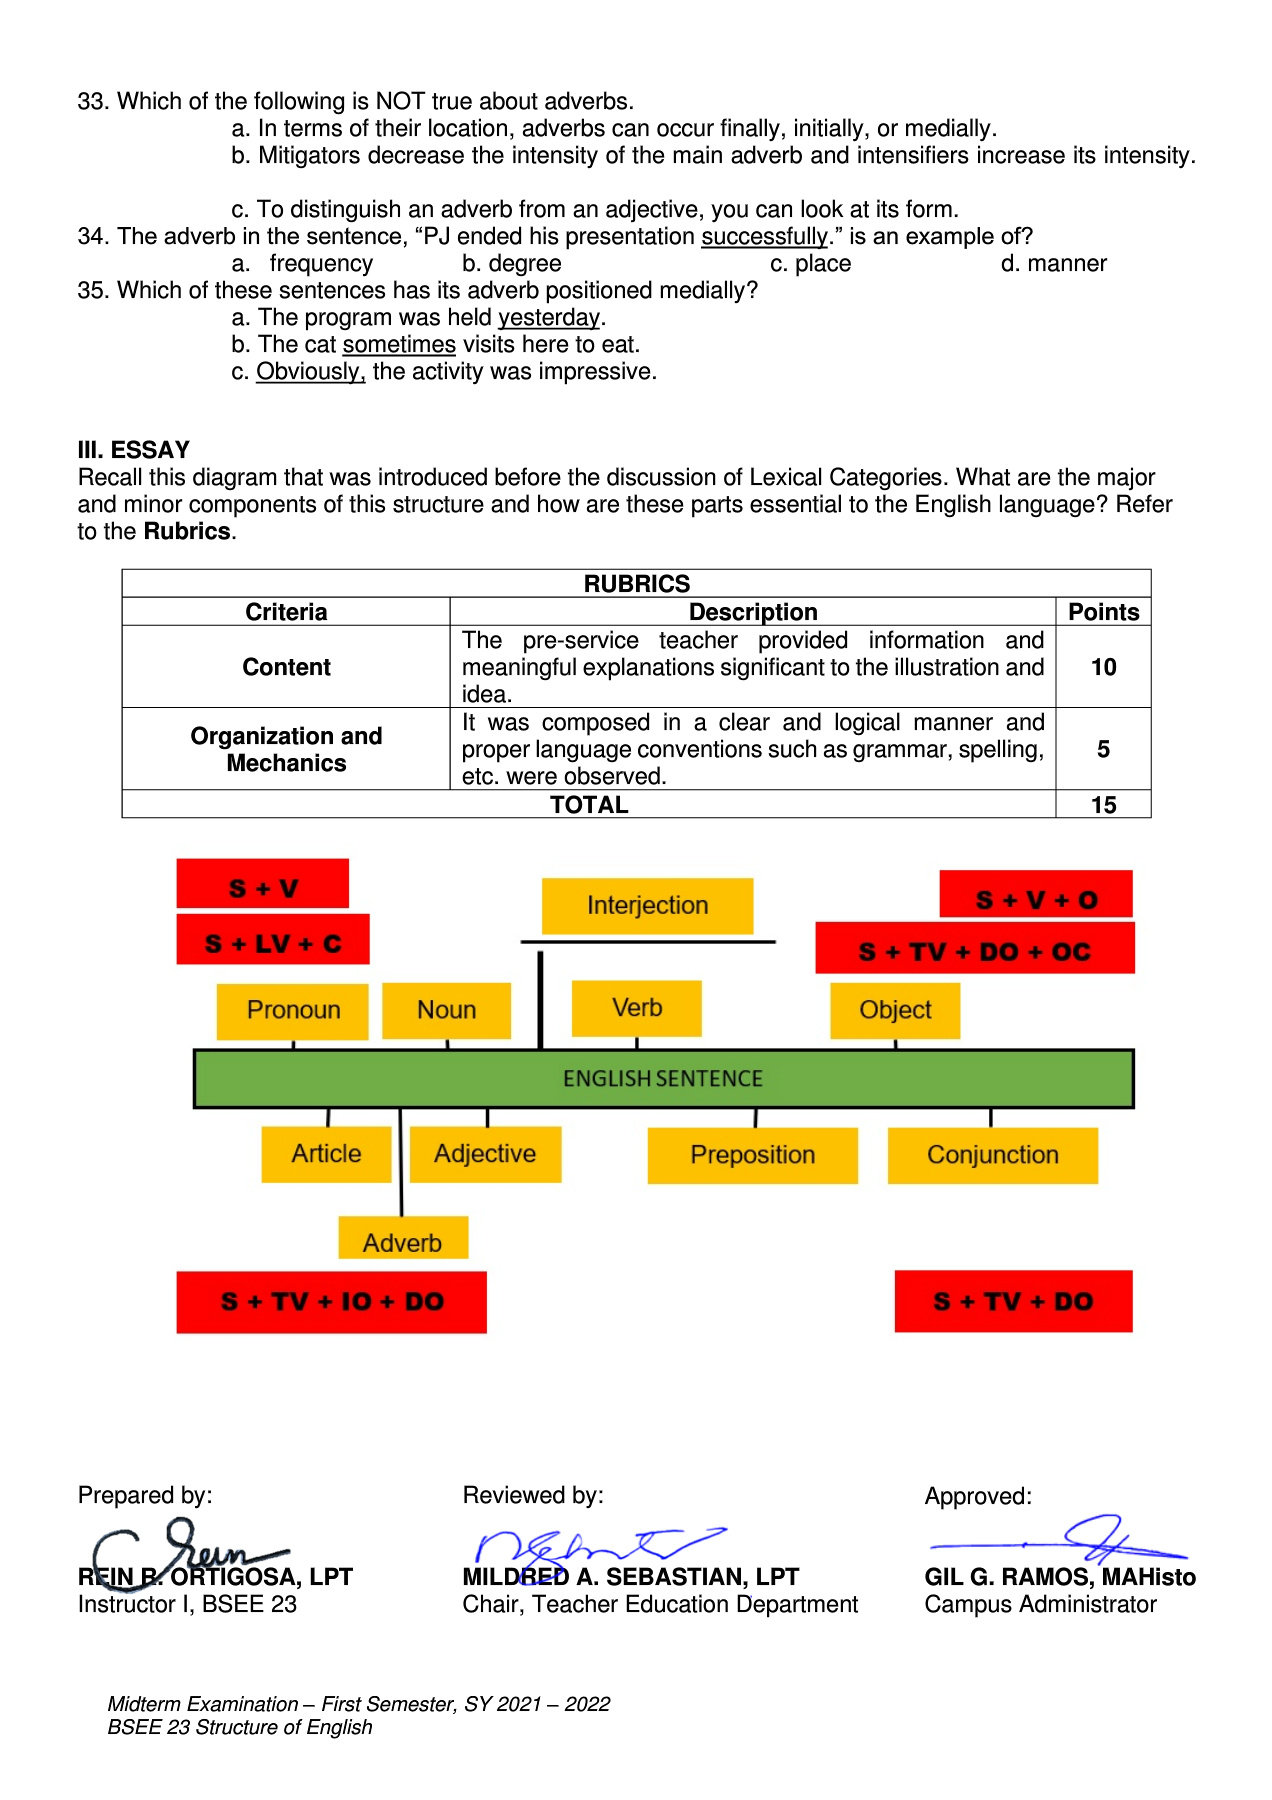 33. Which of the following is NOT true about adverbs.
a. In terms of their location, adverbs can occur finally, initially, or medially.
b. Mitigators decrease the intensity of the main adverb and intensifiers increase its intensity.
c. To distinguish an adverb from an adjective, you can look at its form.
34. The adverb in the sentence, “PJ ended his presentation successfully.” is an example of?
a. frequency b. degree c. place d. manner
35. Which of these sentences has its adverb positioned medially?
a. The program was held yesterday.
b. The cat sometimes visits here to eat.
c. Obviously, the activity was impressive.
III. ESSAY
Recall this diagram that was introduced before the discussion of Lexical Categories. What are the major
and minor components of this structure and how are these parts essential to the English language? Refer
to the Rubrics.
RUBRICS
Criteria Description Points
Content
The pre-service teacher provided information and
meaningful explanations significant to the illustration and
idea.
10
Organization and
Mechanics
It was composed in a clear and logical manner and
proper language conventions such as grammar, spelling,
etc. were observed.
5
TOTAL 15
S + V
S + LV + C
Interjection
S + V + O
S + TV + DO + OC
Pronoun Noun Verb Object
ENGLISH SENTENCE
Article Adjective Preposition Conjunction
Adverb
S + TV + IO + DO
S + TV + DO
Prepared by: Reviewed by: Approved:
REIN B. ORTIGOSA, LPT MILDRED A. SEBASTIAN, LPT GIL G. RAMOS, MAHisto
Instructor I, BSEE 23 Chair, Teacher Education Department Campus Administrator
Midterm Examination – First Semester, SY 2021 – 2022
BSEE 23 Structure of English